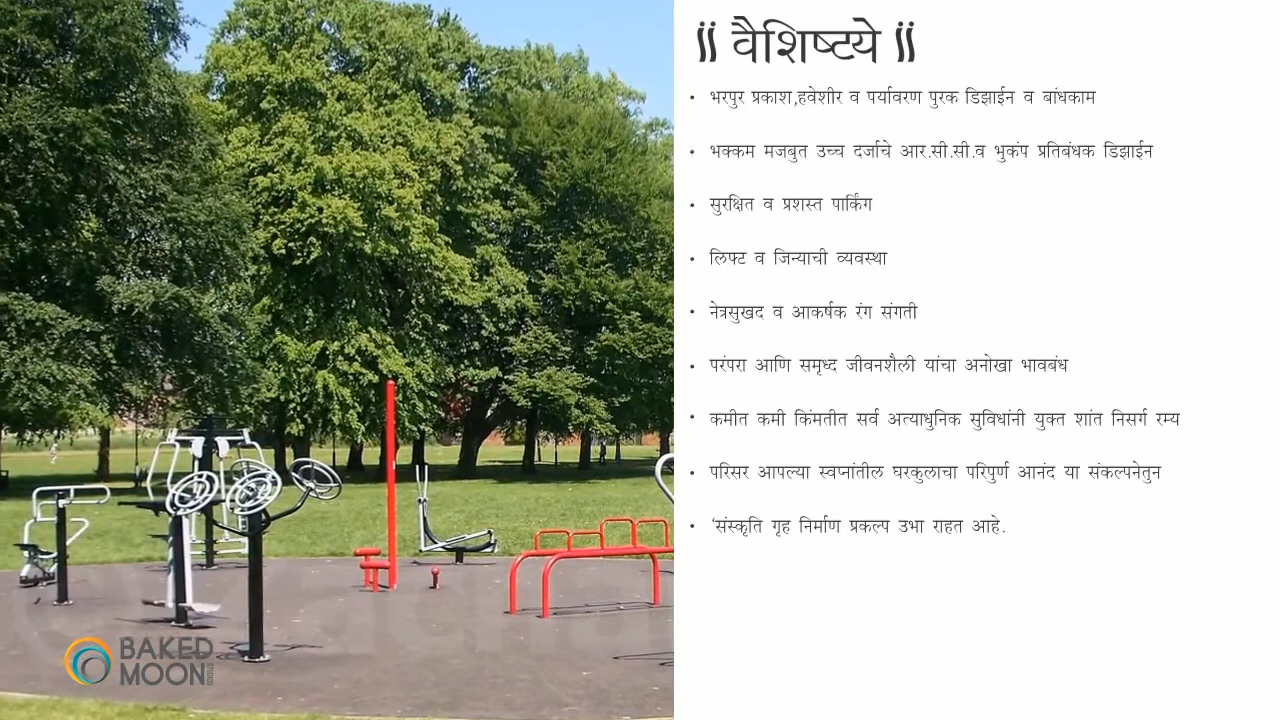 ॥ वैशिष्टये ॥
• भरपुर प्रकाश,हवेशीर व पर्यावरण पुरक डिझाईन व बांधकाम
• भक्कम मजबुत उच्च दर्जाचे आर.सी.सी.व भुकंप प्रतिबंधक डिझाईन
• सुरक्षित व प्रशस्त पार्किंग
• लिफ्ट व जिन्याची व्यवस्था
• नेत्रसुखद व आकर्षक रंग संगती
• परंपरा आणि समृध्द जीवनशैली यांचा अनोखा भावबंध
• कमीत कमी किंमतीत सर्व अत्याधुनिक सुविधांनी युक्त शांत निसर्ग रम्य
• परिसर आपल्या स्वप्नांतील घरकुलाचा परिपुर्ण आनंद या संकल्पनेतुन
• ‘संस्कृति गृह निर्माण प्रकल्प उभा राहत आहे.
BAKED
MOON